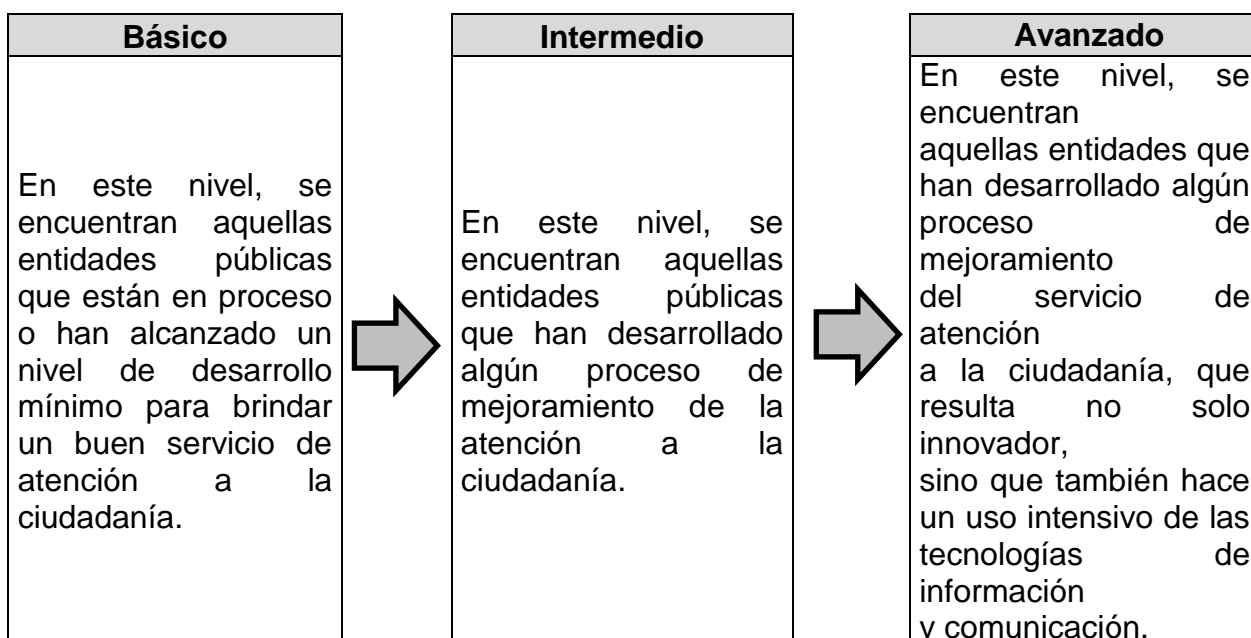 Básico
En este nivel, se
encuentran aquellas
entidades públicas
que están en proceso
o han alcanzado un
nivel de desarrollo
mínimo para brindar
un buen servicio de
atención a la
ciudadanía.
Intermedio
En este nivel, se
encuentran aquellas
entidades públicas
que han desarrollado
algún proceso de
mejoramiento de la
atención a la
ciudadanía.
Avanzado
En este nivel, se
encuentran
aquellas entidades que
han desarrollado algún
proceso de
mejoramiento
del servicio de
atención
a la ciudadanía, que
resulta no solo
innovador,
sino que también hace
un uso intensivo de las
tecnologías de
información
y comunicación.